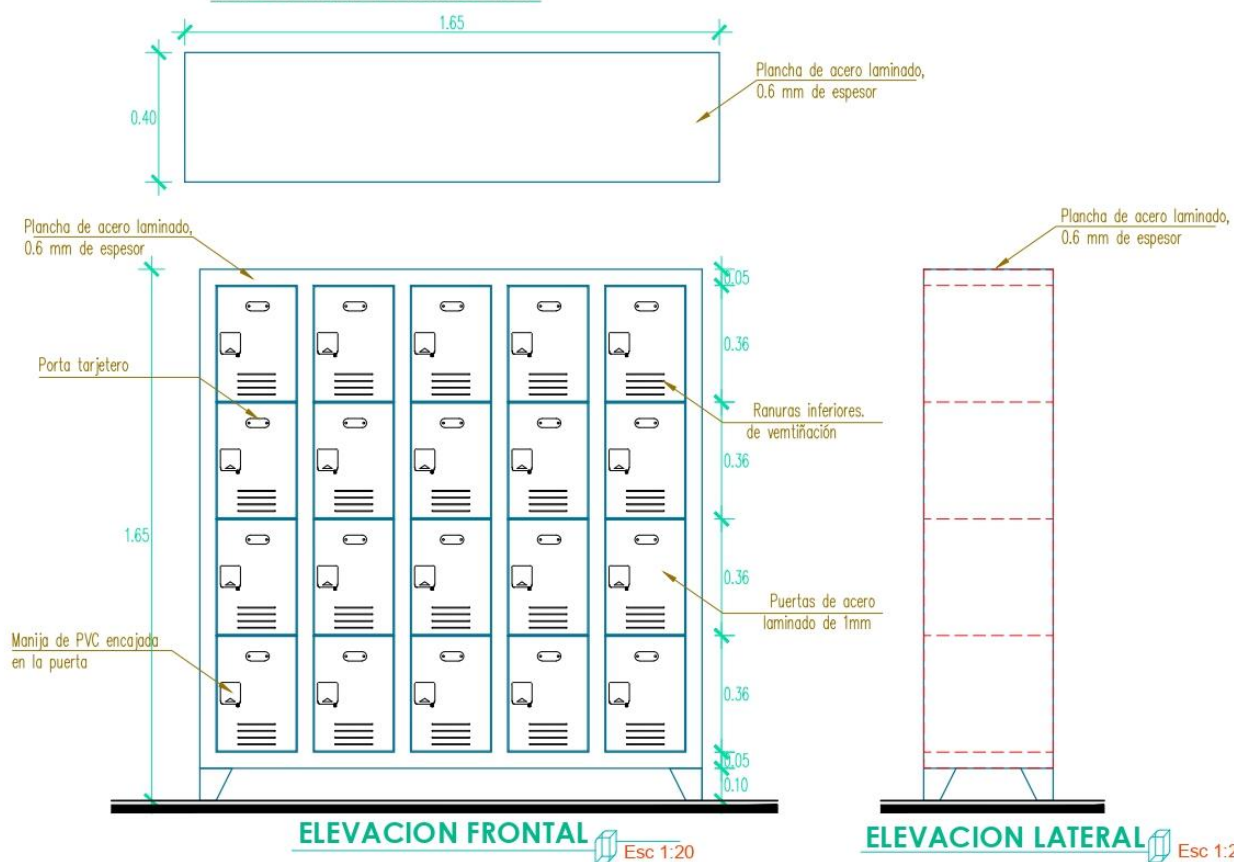 1.65
Plancha de acero laminado,
0.6 mm de espesor
0.40
Plancha de acero laminado,
0.6 mm de espesor
Plancha de acero laminado,
0.6 mm de espesor
0.05
0.36
Porta tarjetero
Ranuras inferiores.
de vemtiñación
0.36
1.65
0.36
Puertas de acero
laminado de 1mm
Manija de PVC encajada
en la puerta
0.36
0.05
0.10
ELEVACION FRONTAL
Esc 1:20
ELEVACION LATERAL
Esc 1:2